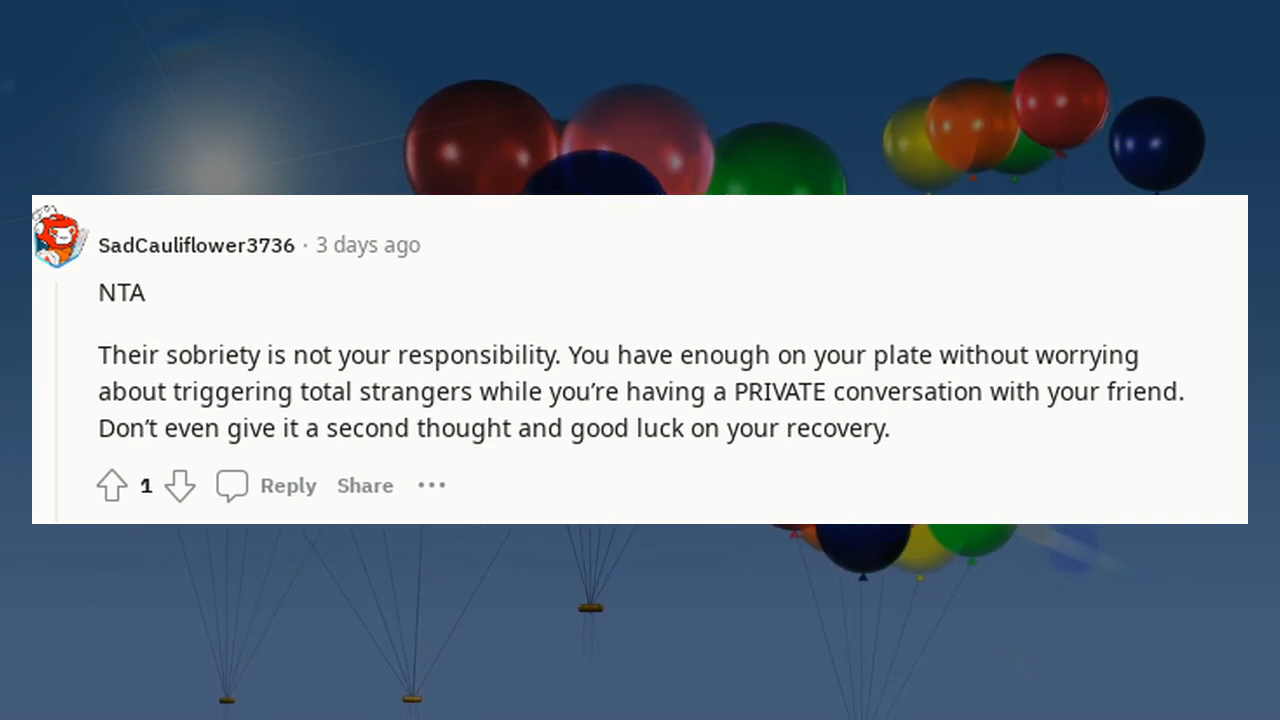 SadCauliflower3736 · 3 days ago
NTA
Their sobriety is not your responsibility. You have enough on your plate without worrying
about triggering total strangers while you’re having a PRIVATE conversation with your friend.
Don’t even give it a second thought and good luck on your recovery.
1 Reply Share •••